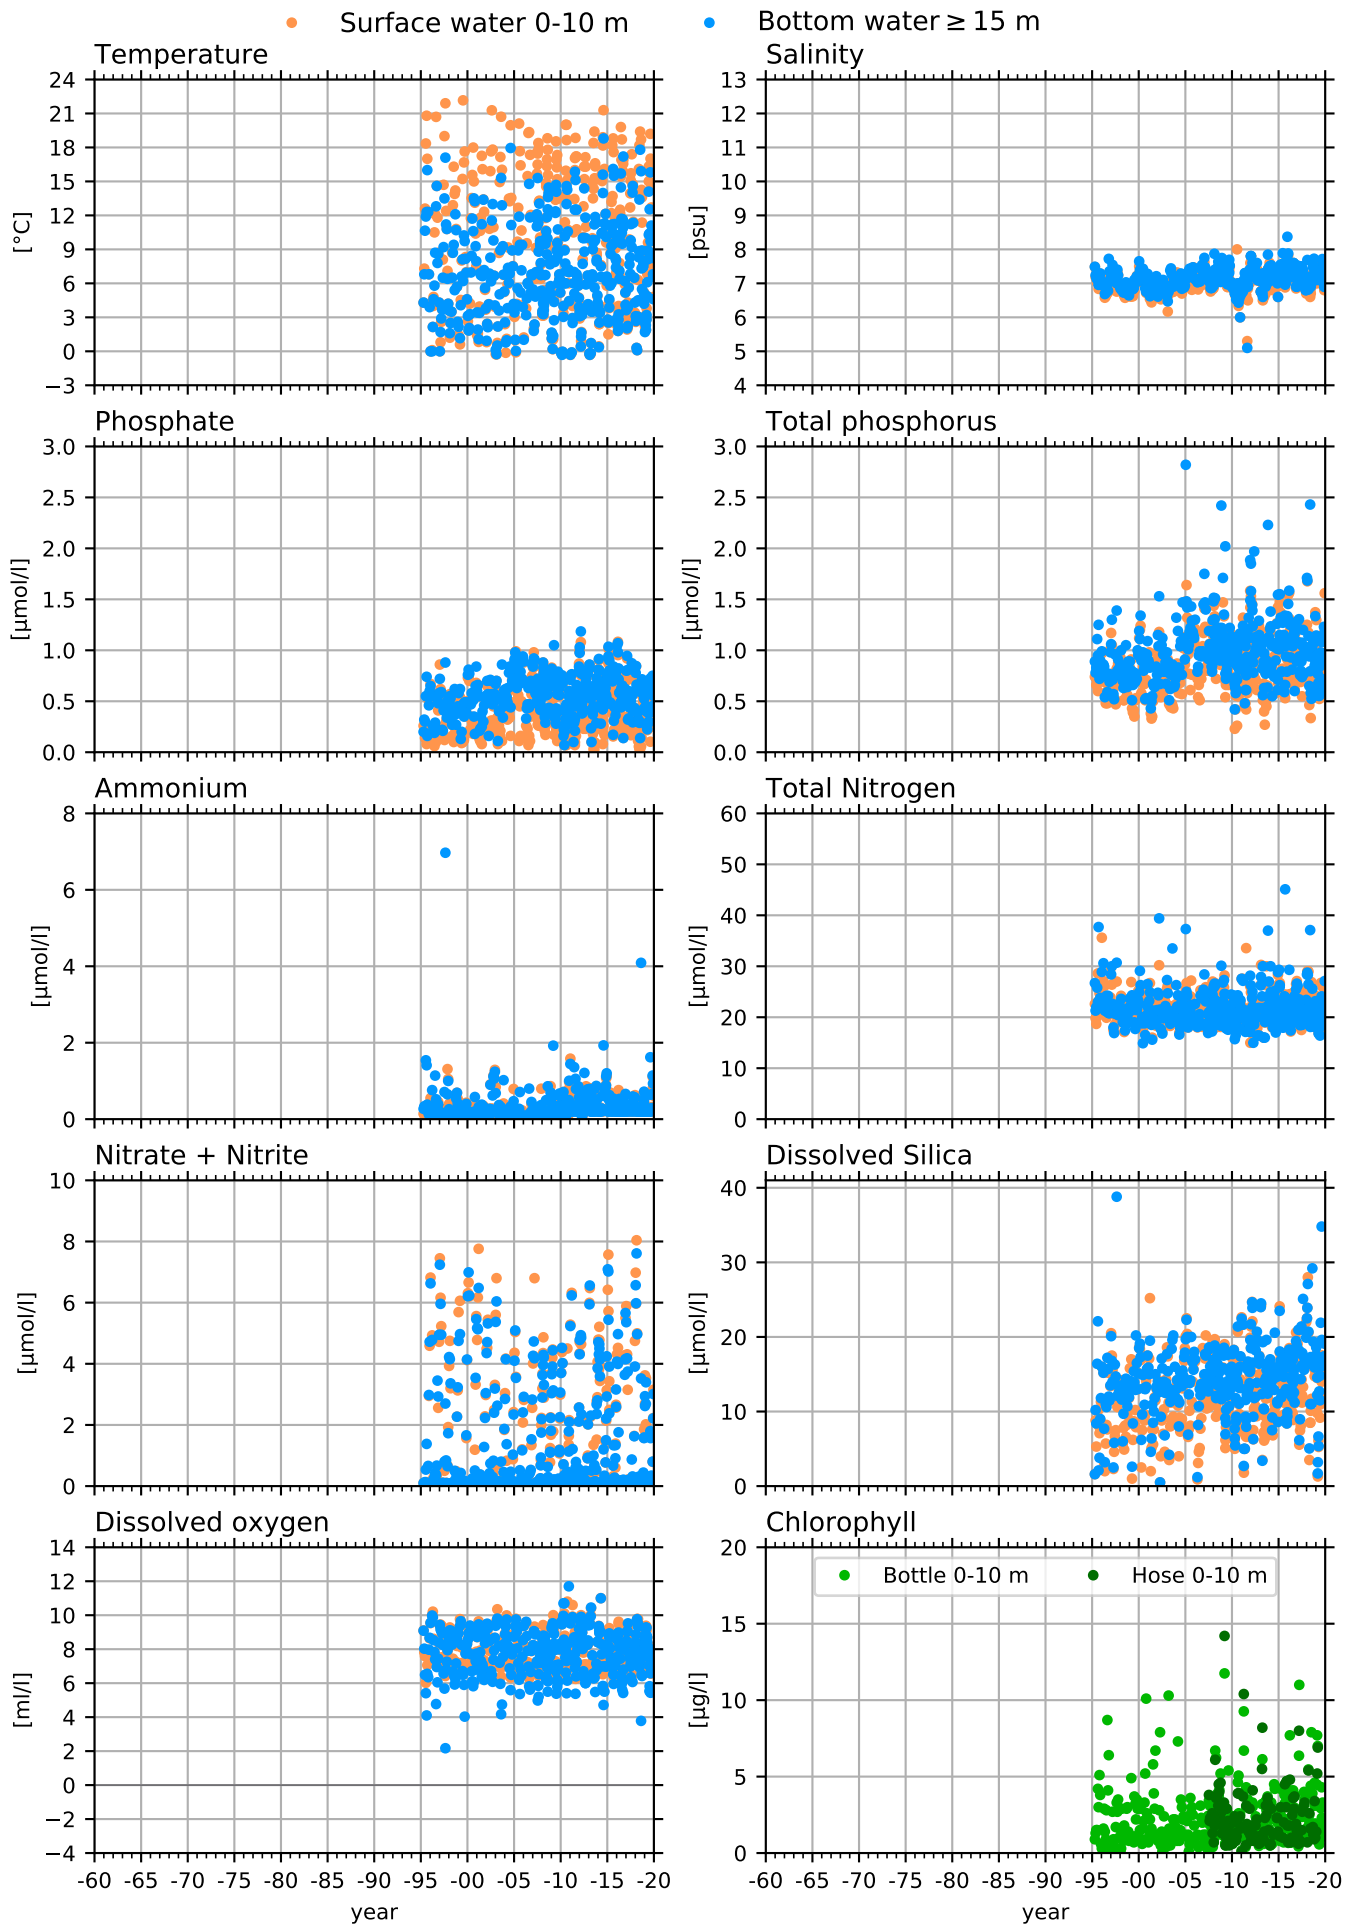 Surface water 0-10 m Bottom water ≥ 15 m
Temperature Salinity
24 21 18 15 12 9 6 3 0 −3
[°C]
13 12 11 10 9 8 7 6 5 4
[psu]
Phosphate Total phosphorus
3.0 2.5 2.0 1.5 1.0 0.5 0.0
[µmol/l]
3.0 2.5 2.0 1.5 1.0 0.5 0.0
[µmol/l]
Ammonium Total Nitrogen
8 6 4 2 0
[µmol/l]
60 50 40 30 20 10 0
[µmol/l]
Nitrate + Nitrite Dissolved Silica
10 8 6 4 2 0
[µmol/l]
40 30 20 10 0
[µmol/l]
Dissolved oxygen Chlorophyll
14 12 10 8 6 4 2 0 −2 −4
[ml/l]
20 15 10 5 0
[µg/l]
Bottle 0-10 m Hose 0-10 m
-60 -65 -70 -75 -80 -85 -90 -95 -00 -05 -10 -15 -20 -60 -65 -70 -75 -80 -85 -90 -95 -00 -05 -10 -15 -20
year year